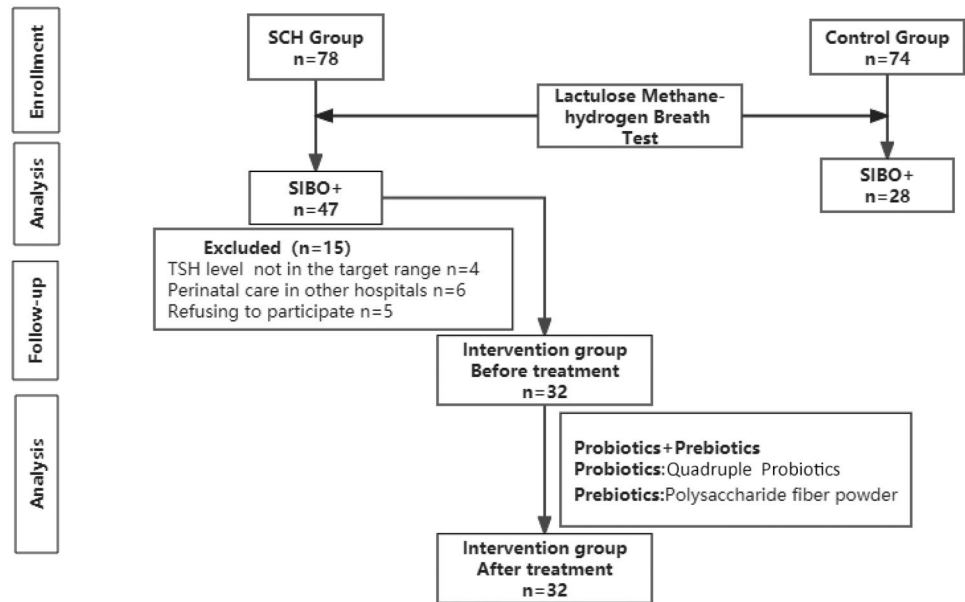 Enrollment
SCH Group
n=78
Control Group
n=74
Lactulose Methane-
hydrogen Breath
Test
Analysis
SIBO+
n=47
SIBO+
n=28
Excluded (n=15)
TSH level not in the target range n=4
Perinatal care in other hospitals n=6
Refusing to participate n=5
Follow-up
Intervention group
Before treatment
n=32
Analysis
Probiotics+Prebiotics
Probiotics:Quadruple Probiotics
Prebiotics:Polysaccharide fiber powder
Intervention group
After treatment
n=32